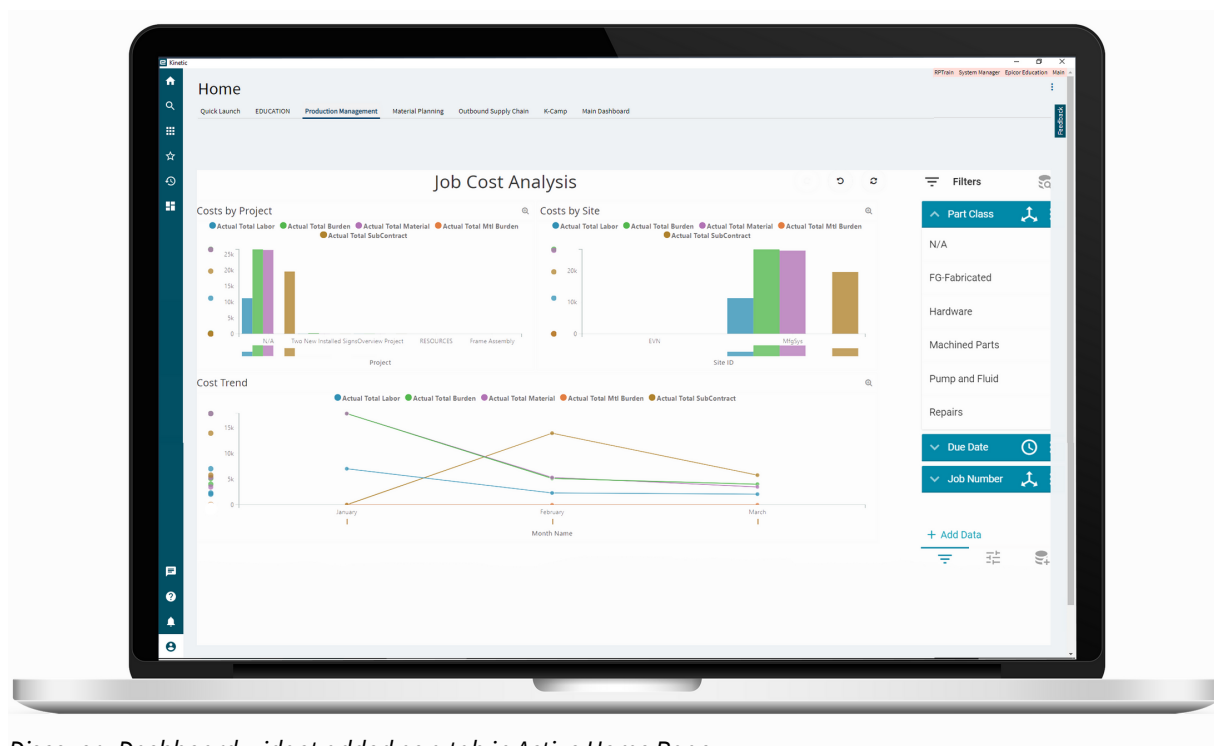 Kinetic
RPTrain System Manager Epicor Education Main
Home
Quick Launch EDUCATION Production Management Material Planning Outbound Supply Chain K-Camp Main Dashboard
Feedback
Job Cost Analysis
Filters
Costs by Project
Actual Total Labor Actual Total Burden Actual Total Material Actual Total Mtl Burden
Actual Total SubContract
25k
20k
15k
10k
5k
0
N/A Two New Installed Signs Overview Project RESOURCES Frame Assembly
Project
Costs by Site
Actual Total Labor Actual Total Burden Actual Total Material Actual Total Mtl Burden
Actual Total SubContract
20k
10k
0
EVN MfgSys
Site ID
Cost Trend
Actual Total Labor Actual Total Burden Actual Total Material Actual Total Mtl Burden Actual Total SubContract
15k
10k
5k
0
January February March
Month Name
Part Class
N/A
FG-Fabricated
Hardware
Machined Parts
Pump and Fluid
Repairs
Due Date
Job Number
+ Add Data